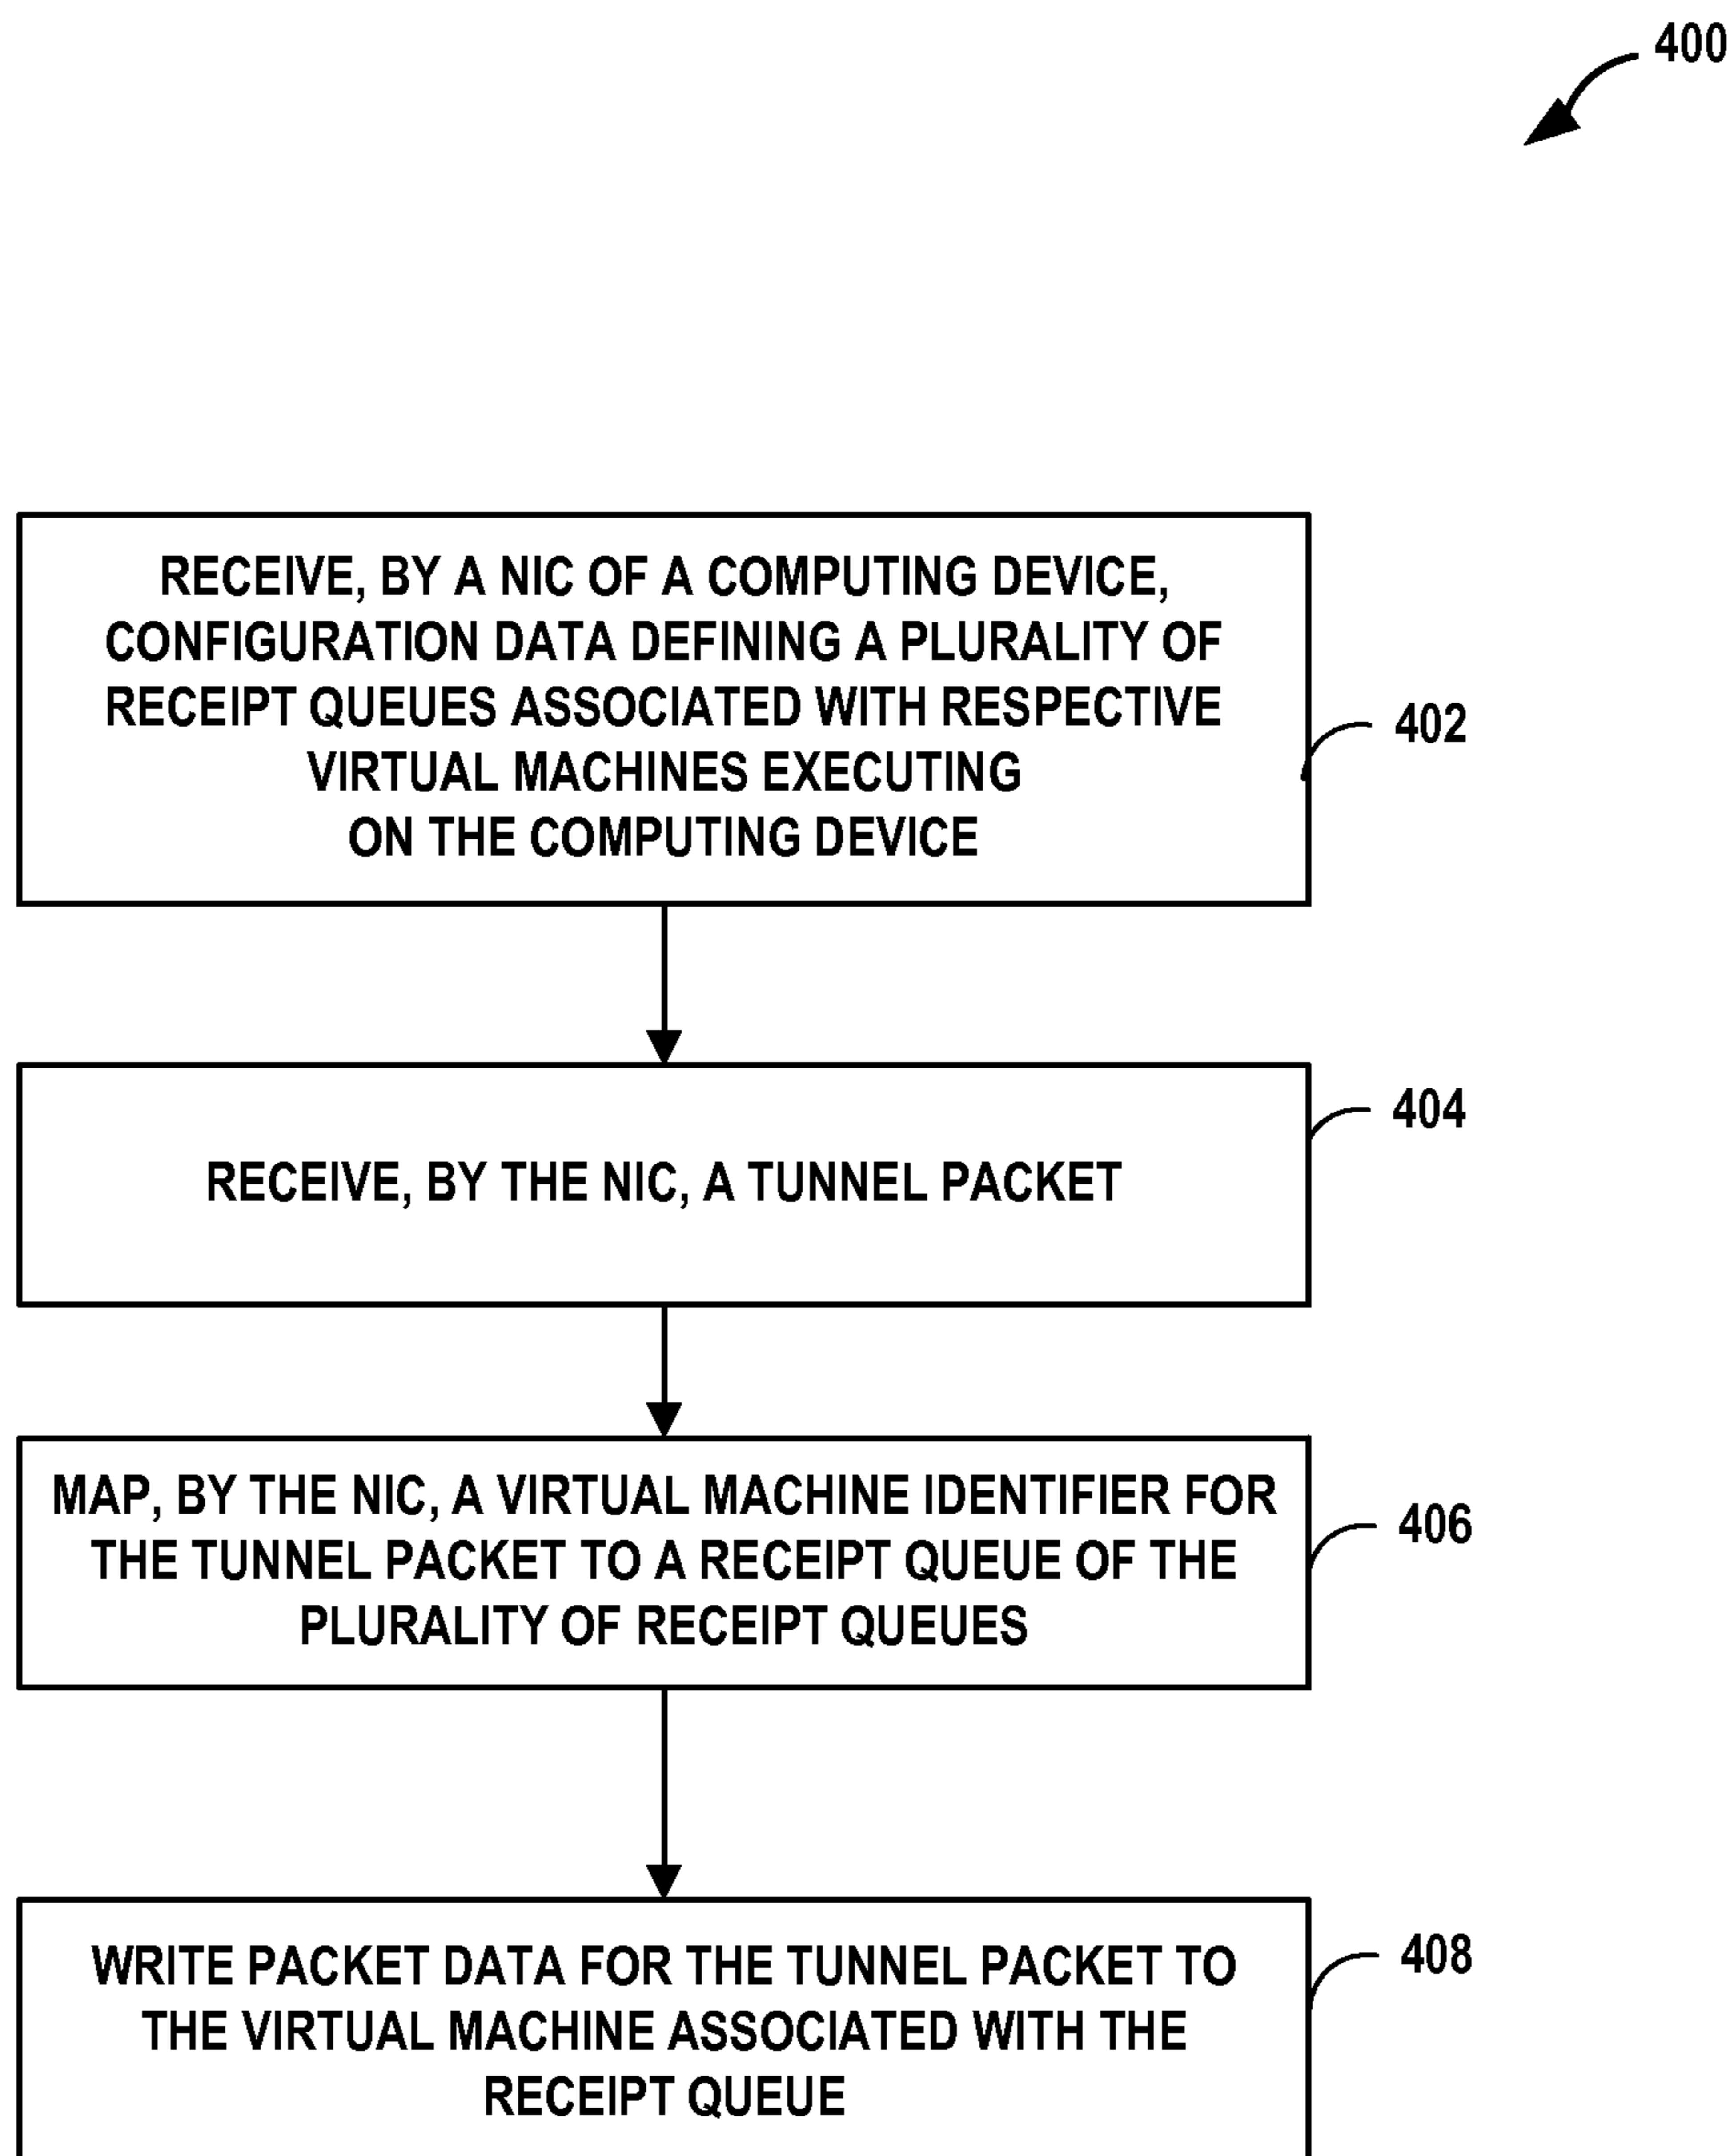 400
RECEIVE, BY A NIC OF A COMPUTING DEVICE,
CONFIGURATION DATA DEFINING A PLURALITY OF
RECEIPT QUEUES ASSOCIATED WITH RESPECTIVE
VIRTUAL MACHINES EXECUTING
ON THE COMPUTING DEVICE
402
RECEIVE, BY THE NIC, A TUNNEL PACKET
404
MAP, BY THE NIC, A VIRTUAL MACHINE IDENTIFIER FOR
THE TUNNEL PACKET TO A RECEIPT QUEUE OF THE
PLURALITY OF RECEIPT QUEUES
406
WRITE PACKET DATA FOR THE TUNNEL PACKET TO
THE VIRTUAL MACHINE ASSOCIATED WITH THE
RECEIPT QUEUE
408